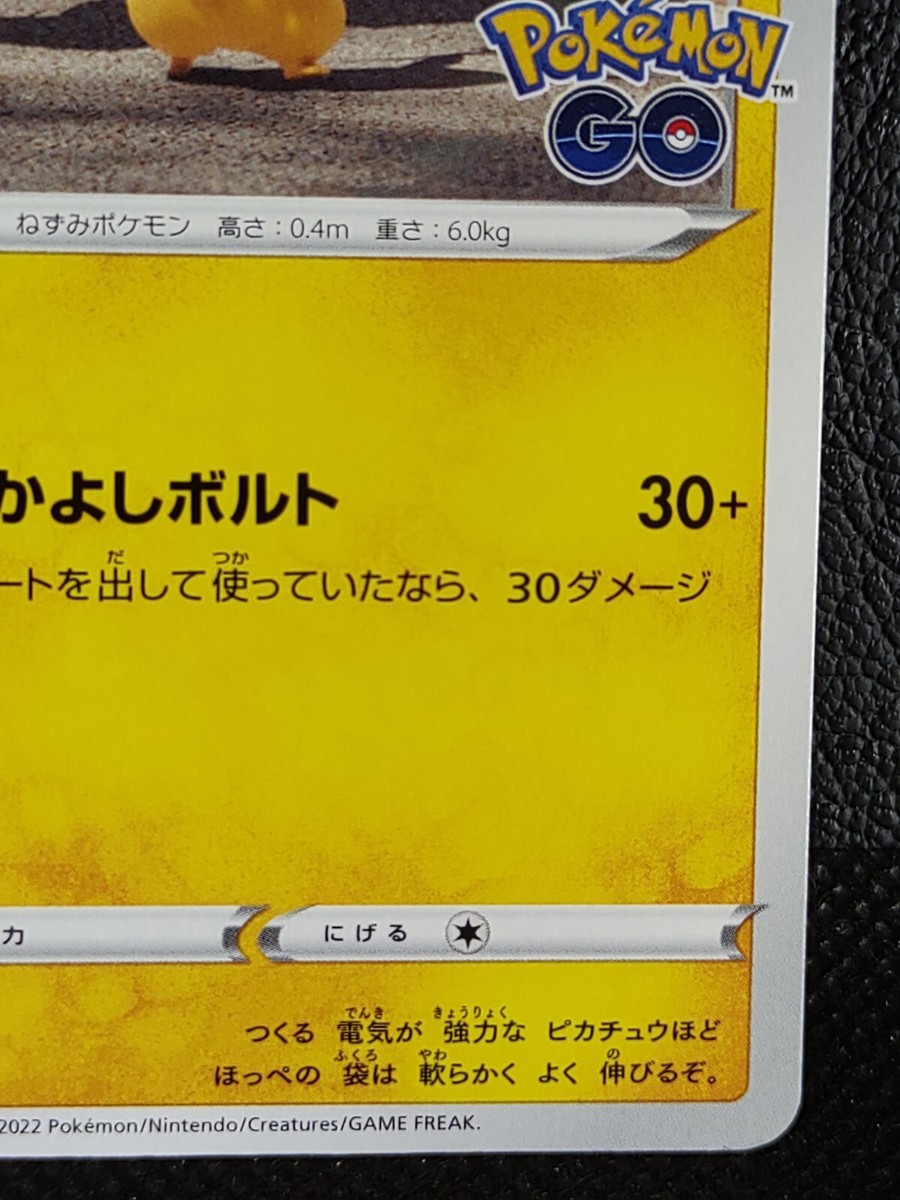 Pokémon
TM
GO
ねずみポケモン 高さ:0.4m 重さ:6.0kg
かよしボルト 30+
ートを出して使っていたなら、30ダメージ
カ にげる
つくる 電気が 強力な ピカチュウほど
ほっぺの 袋は 軟らかく よく 伸びるぞ。
2022 Pokémon/Nintendo/Creatures/GAME FREAK.